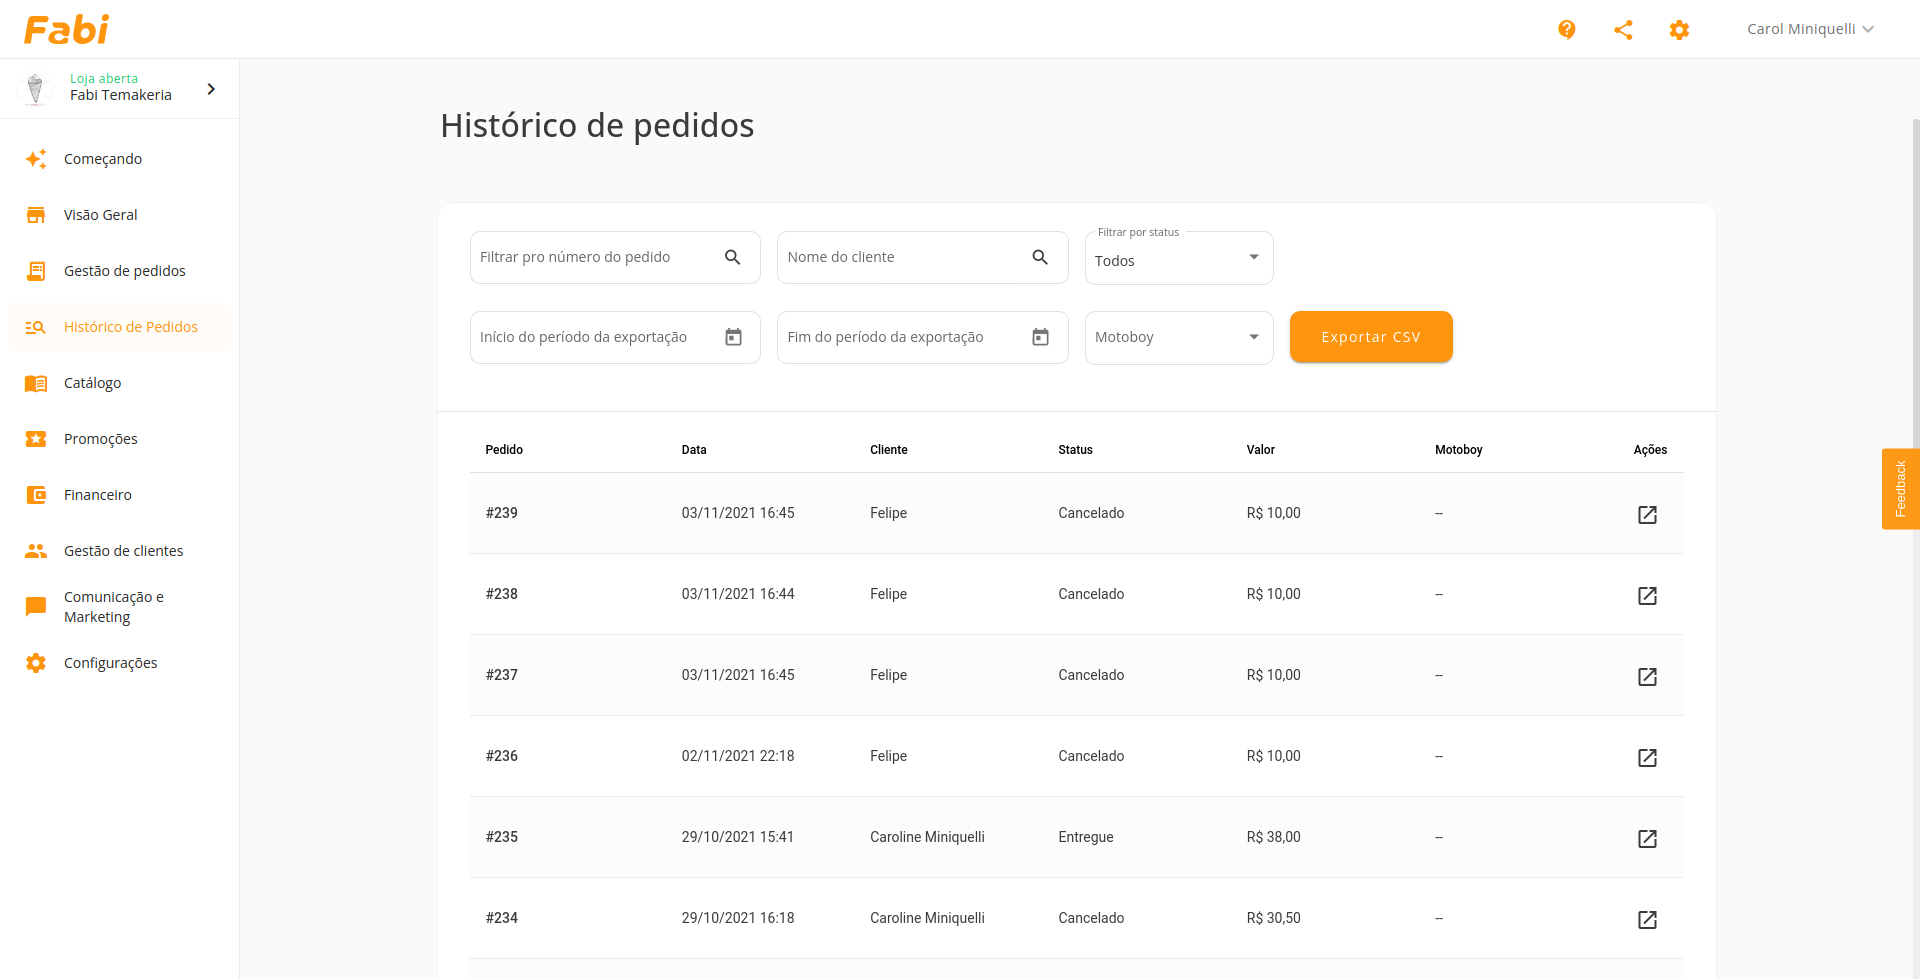 Fabi
Carol Miniquelli
Loja aberta
Fabi Temakeria
Começando
Visão Geral
Gestão de pedidos
Histórico de Pedidos
Catálogo
Promoções
Financeiro
Gestão de clientes
Comunicação e
Marketing
Configurações
Histórico de pedidos
Filtrar pro número do pedido
Nome do cliente
Filtrar por status
Todos
Início do período da exportação
Fim do período da exportação
Motoboy
Exportar CSV
Pedido Data Cliente Status Valor Motoboy Ações
#239 03/11/2021 16:45 Felipe Cancelado R$ 10,00 --
#238 03/11/2021 16:44 Felipe Cancelado R$ 10,00 --
#237 03/11/2021 16:45 Felipe Cancelado R$ 10,00 --
#236 02/11/2021 22:18 Felipe Cancelado R$ 10,00 --
#235 29/10/2021 15:41 Caroline Miniquelli Entregue R$ 38,00 --
#234 29/10/2021 16:18 Caroline Miniquelli Cancelado R$ 30,50 --
Feedback